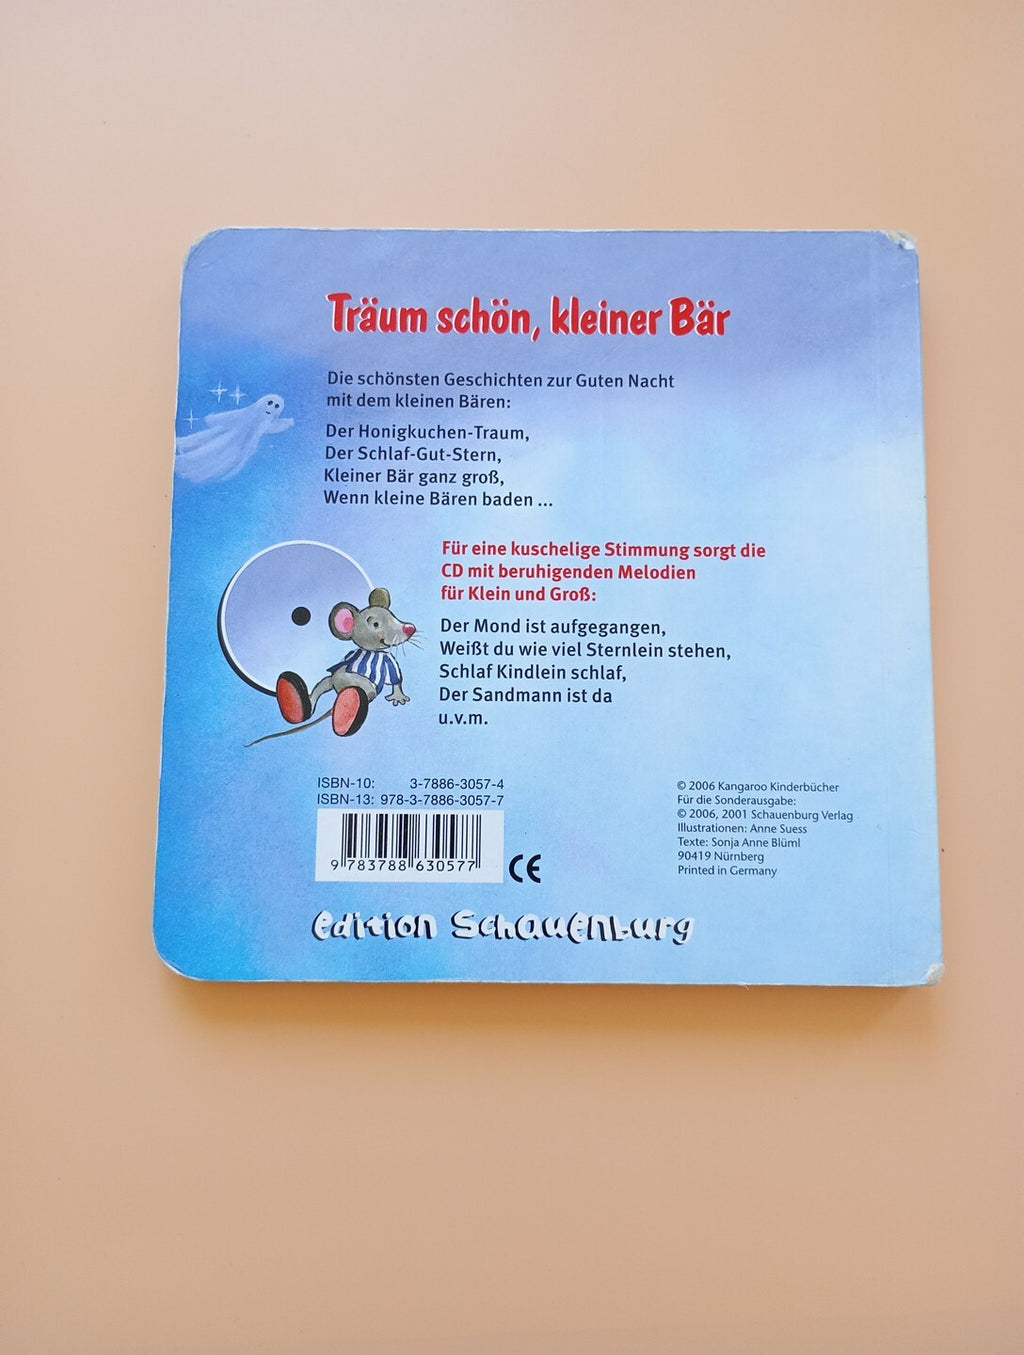 Träum schön, kleiner Bär
Die schönsten Geschichten zur Guten Nacht
mit dem kleinen Bären:
Der Honigkuchen-Traum,
Der Schlaf-Gut-Stern,
Kleiner Bär ganz groß,
Wenn kleine Bären baden ...
Für eine kuschelige Stimmung sorgt die
CD mit beruhigenden Melodien
für Klein und Groß:
Der Mond ist aufgegangen,
Weißt du wie viel Sternlein stehen,
Schlaf Kindlein schlaf,
Der Sandmann ist da
u.v.m.
ISBN-10: 3-7886-3057-4
ISBN-13: 978-3-7886-3057-7
9 783788 630577
CE
© 2006 Kangaroo Kinderbücher
Für die Sonderausgabe:
© 2006, 2001 Schauenburg Verlag
Illustrationen: Anne Suess
Texte: Sonja Anne Blüml
90419 Nürnberg
Printed in Germany
edition Schauenburg